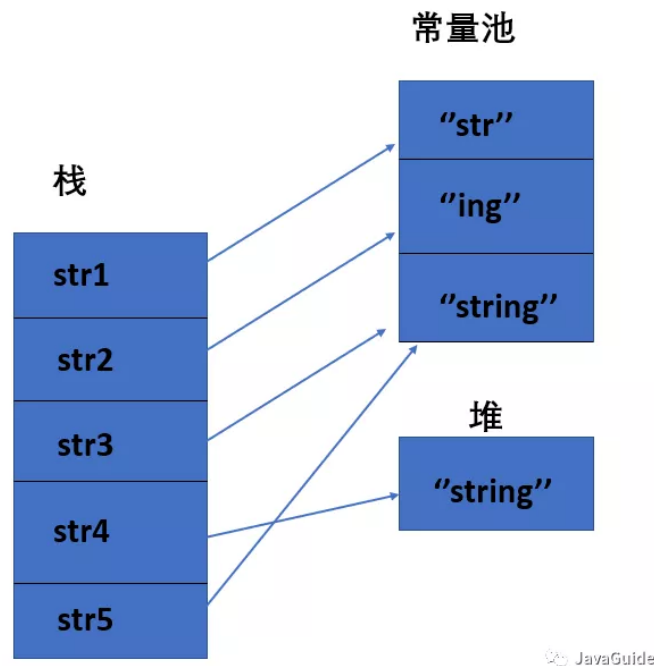 常量池
“str”
“ing”
“string”
栈
str1
str2
str3
str4
str5
堆
“string”
JavaGuide